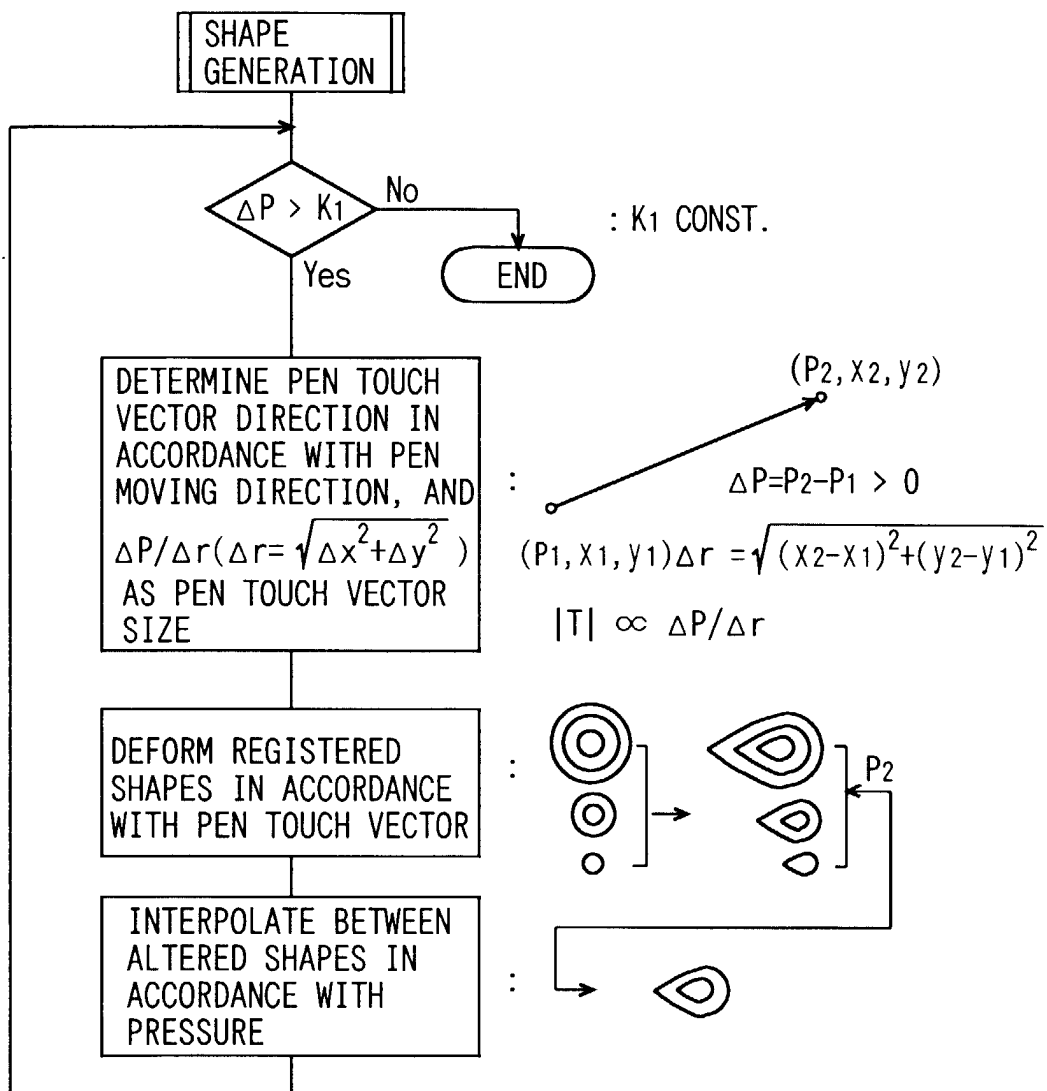 SHAPE
GENERATION
ΔP > K1
No
: K1 CONST.
END
Yes
DETERMINE PEN TOUCH
VECTOR DIRECTION IN
ACCORDANCE WITH PEN
MOVING DIRECTION, AND
ΔP/Δr(Δr= √Δx²+Δy² )
AS PEN TOUCH VECTOR
SIZE
:
(P2, x2, y2)
ΔP=P2-P1 > 0
(P1, x1, y1) Δr =√(x2-x1)²+(y2-y1)²
|T| ∝ ΔP/Δr
DEFORM REGISTERED
SHAPES IN ACCORDANCE
WITH PEN TOUCH VECTOR
:
P2
INTERPOLATE BETWEEN
ALTERED SHAPES IN
ACCORDANCE WITH
PRESSURE
: